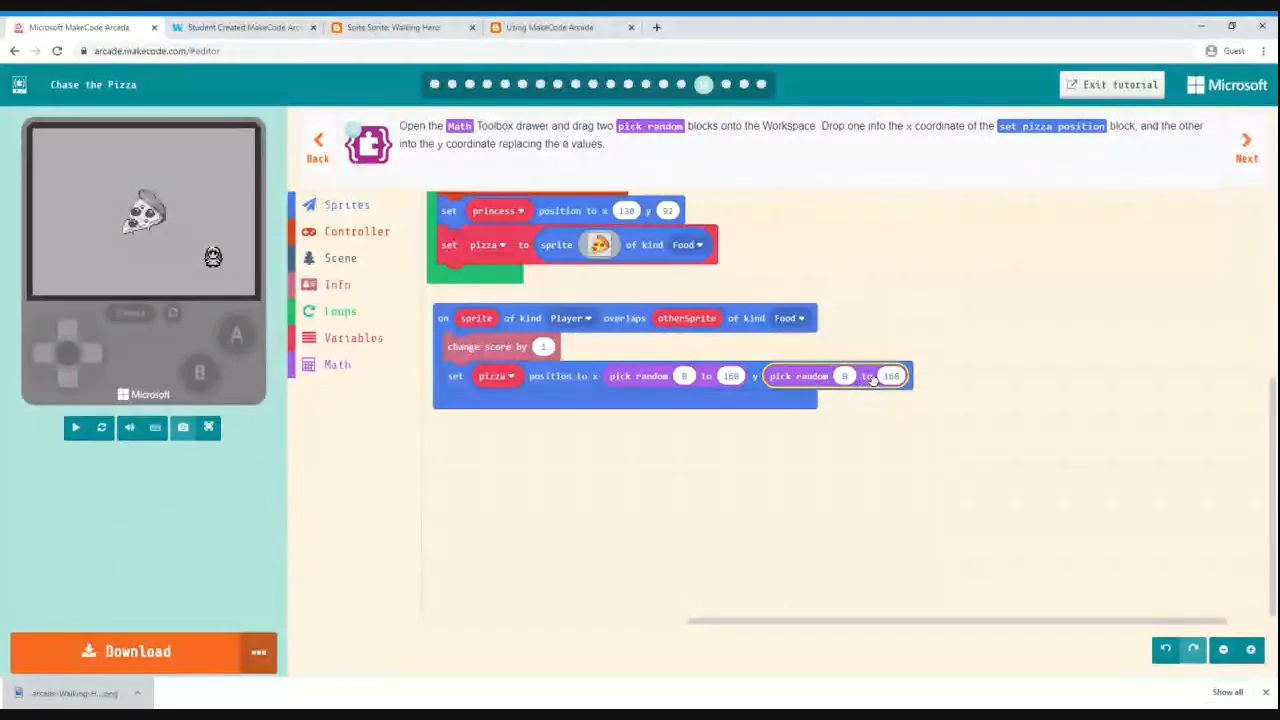 Microsoft MakeCode Arcade
Student Created MakeCode Arc
Sprite: Walking Hero
Using MakeCode Arcade
arcade.makecode.com/#editor
Guest
Chase the Pizza
Exit tutorial
Microsoft
Back
Open the Math Toolbox drawer and drag two pick random blocks onto the Workspace. Drop one into the x coordinate of the set pizza position block, and the other
into the y coordinate replacing the 0 values.
Next
Sprites
Controller
Scene
Info
Loops
Variables
Math
set princess position to x 130 y 92
set pizza to sprite of kind Food
on sprite of kind Player overlaps otherSprite of kind Food
change score by 1
set pizza position to x pick random 0 to 160 y pick random 0 to 160
A
B
Microsoft
Download
arcade-Walking-H....png
Show all